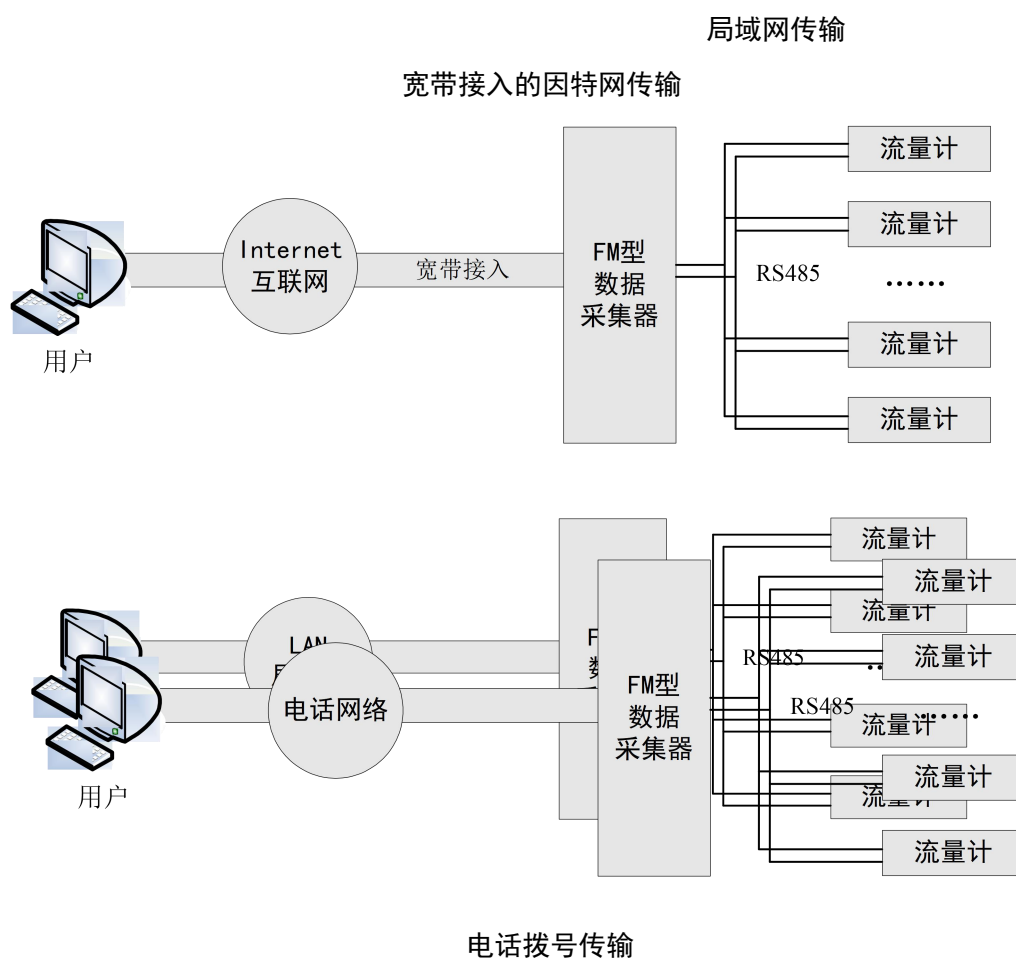 局域网传输
宽带接入的因特网传输
流量计
流量计
Internet
互联网
宽带接入
FM型
数据
采集器
RS485
……
流量计
流量计
用户
流量计
流量计
流量计
LAN
RS485
流量计
电话网络
FM型
数据
采集器
RS485
……
流量计
流量计
流量计
流量计
用户
电话拨号传输